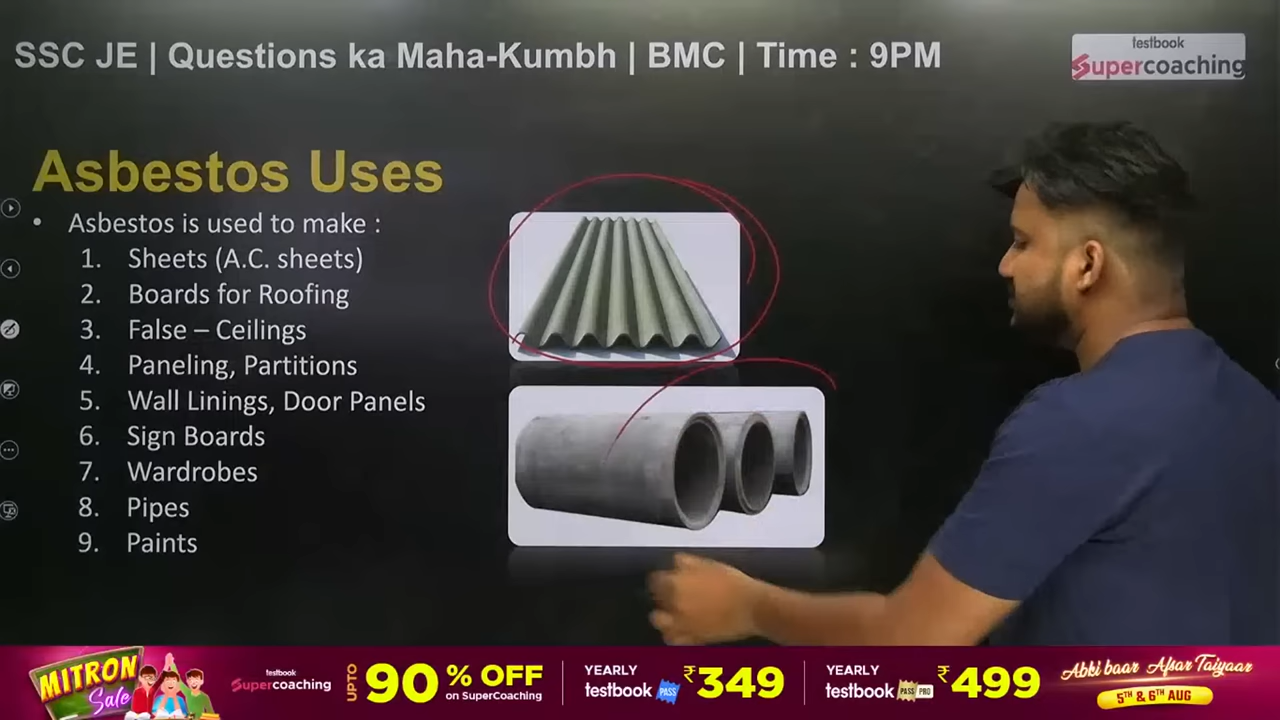 SSC JE | Questions ka Maha-Kumbh | BMC | Time : 9PM
testbook
Supercoaching
Asbestos Uses
• Asbestos is used to make :
1. Sheets (A.C. sheets)
2. Boards for Roofing
3. False – Ceilings
4. Paneling, Partitions
5. Wall Linings, Door Panels
6. Sign Boards
7. Wardrobes
8. Pipes
9. Paints
MITRON
Sale
testbook
Supercoaching
UPTO
90% OFF
on SuperCoaching
YEARLY
testbook PASS
₹349
YEARLY
testbook PASS PRO
₹499
Abki baar Afsar Taiyaar
5TH & 6TH AUG